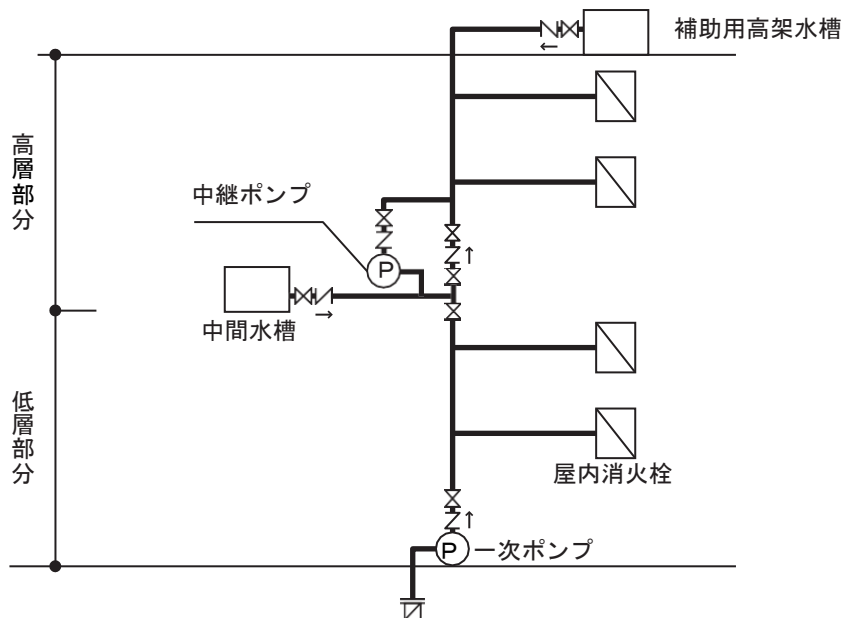 補助用高架水槽
高層部分
中継ポンプ
P
中間水槽
低層部分
屋内消火栓
P
一次ポンプ